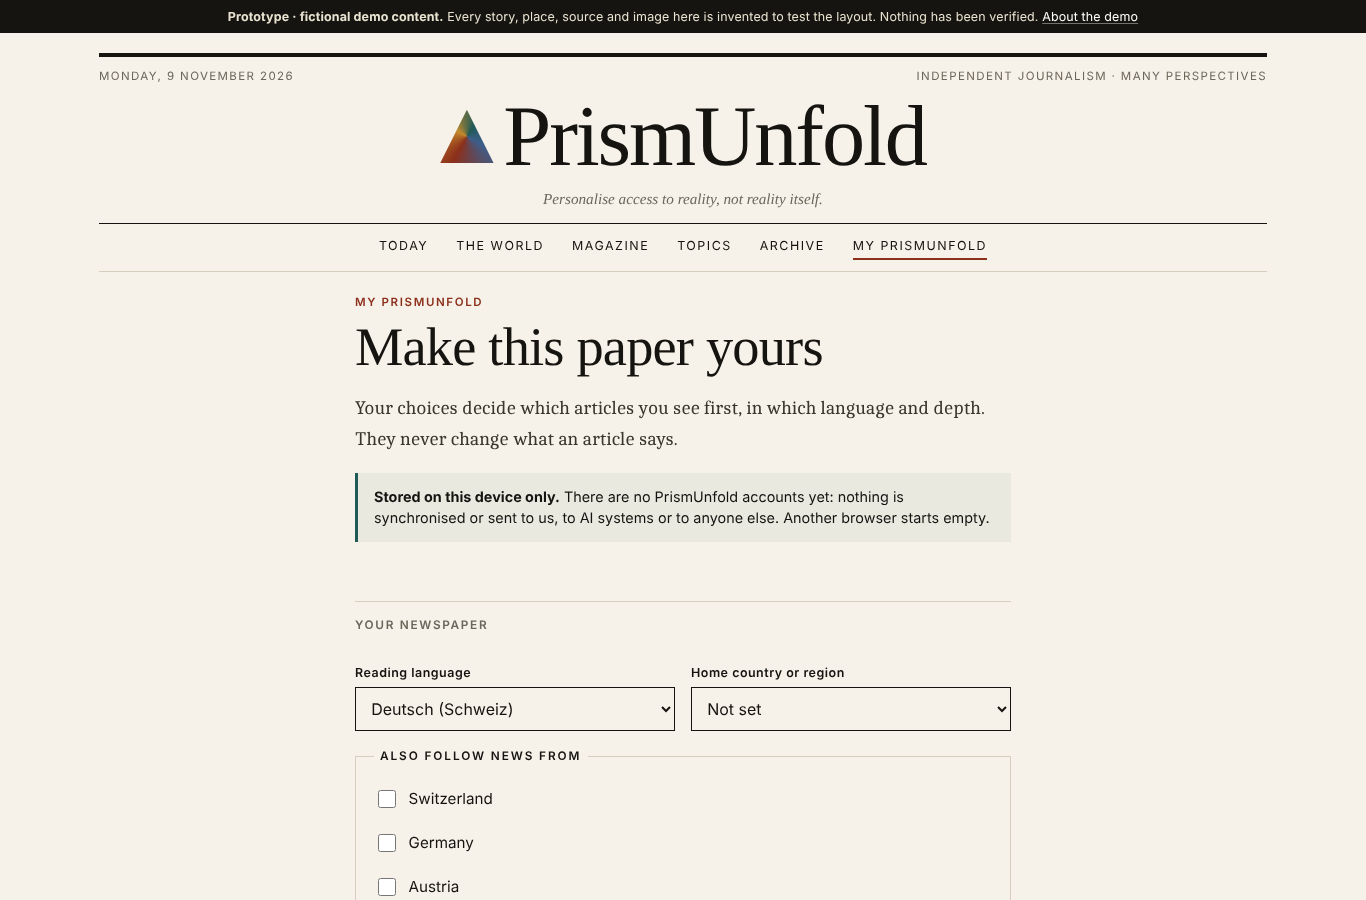 Prototype · fictional demo content. Every story, place, source and image here is invented to test the layout. Nothing has been verified. About the demo
MONDAY, 9 NOVEMBER 2026
INDEPENDENT JOURNALISM · MANY PERSPECTIVES
PrismUnfold
Personalise access to reality, not reality itself.
TODAY THE WORLD MAGAZINE TOPICS ARCHIVE MY PRISMUNFOLD
MY PRISMUNFOLD
Make this paper yours
Your choices decide which articles you see first, in which language and depth.
They never change what an article says.
Stored on this device only. There are no PrismUnfold accounts yet: nothing is
synchronised or sent to us, to AI systems or to anyone else. Another browser starts empty.
YOUR NEWSPAPER
Reading language
Deutsch (Schweiz)
Home country or region
Not set
ALSO FOLLOW NEWS FROM
Switzerland
Germany
Austria